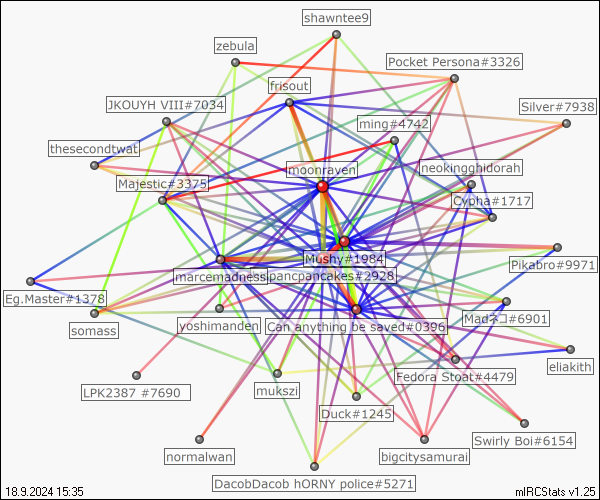 shawntee9
zebula
Pocket Persona#3326
frisout
JKOUYH VIII#7034
Silver#7938
ming#4742
thesecondtwat
moonraven
neokingghidorah
Majestic#3375
Cypha#1717
Mushy#1984
Pikabro#9971
marcemadness
pancpancakes#2928
Eg.Master#1378
Madネコ#6901
somass
yoshimanden
Can anything be saved#0396
eliakith
Fedora Stoat#4479
LPK2387 #7690
mukszi
Duck#1245
Swirly Boi#6154
normalwan
bigcitysamurai
DacobDacob hORNY police#5271
18.9.2024 15:35
mIRCStats v1.25